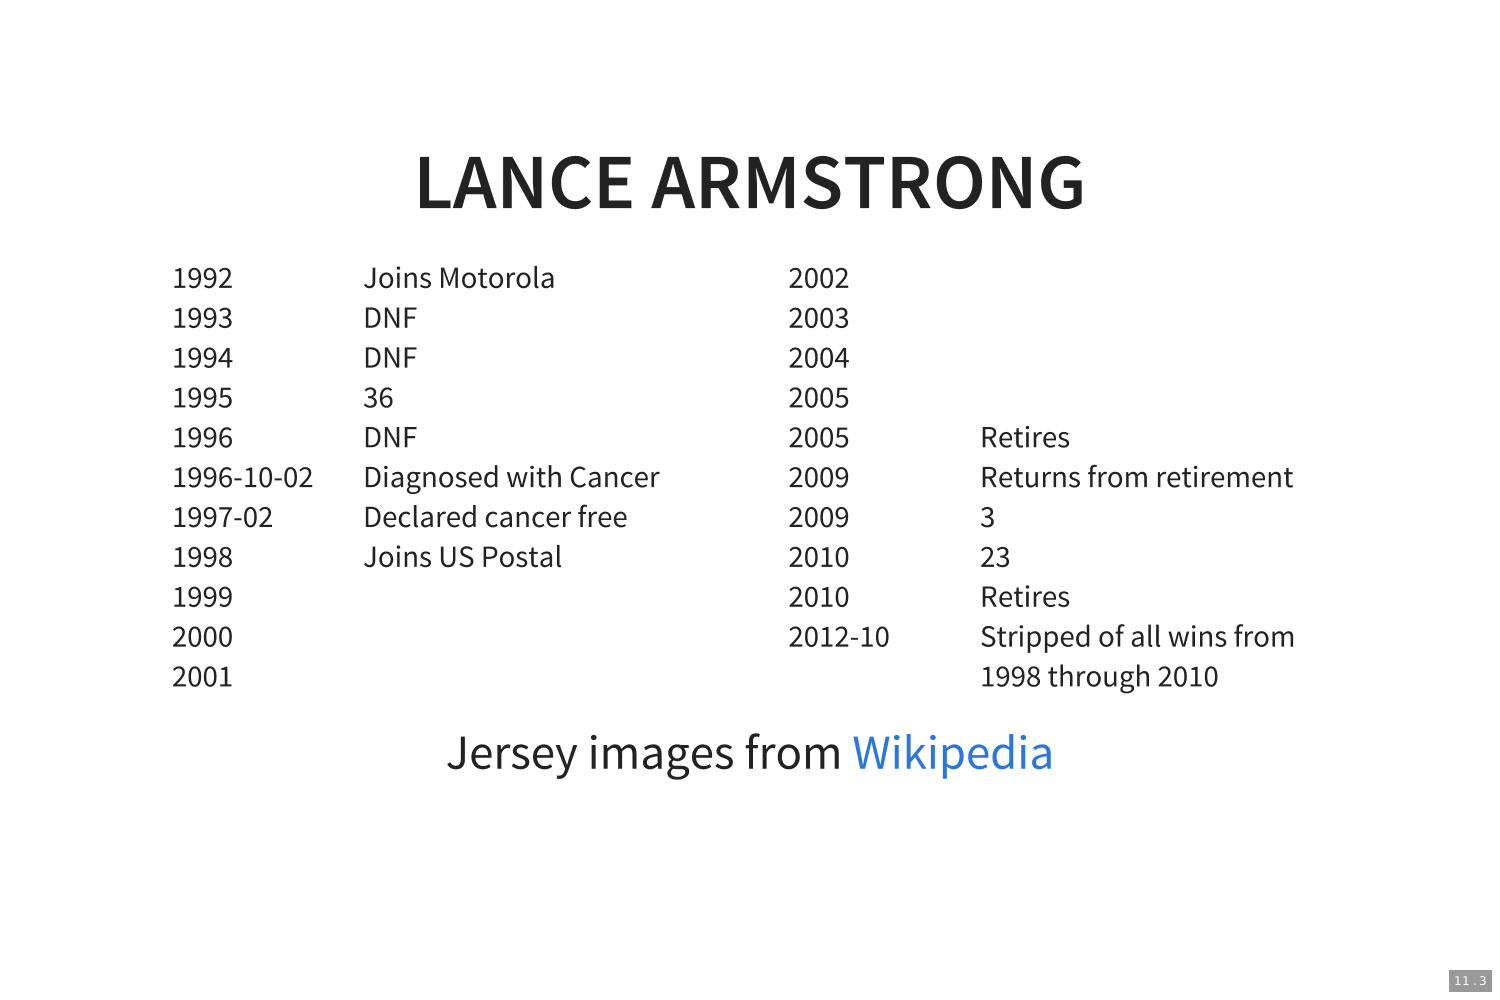 LANCE ARMSTRONG
1992 Joins Motorola
1993 DNF
1994 DNF
1995 36
1996 DNF
1996-10-02 Diagnosed with Cancer
1997-02 Declared cancer free
1998 Joins US Postal
1999
2000
2001
2002
2003
2004
2005
2005 Retires
2009 Returns from retirement
2009 3
2010 23
2010 Retires
2012-10 Stripped of all wins from
1998 through 2010
Jersey images from Wikipedia
11.3